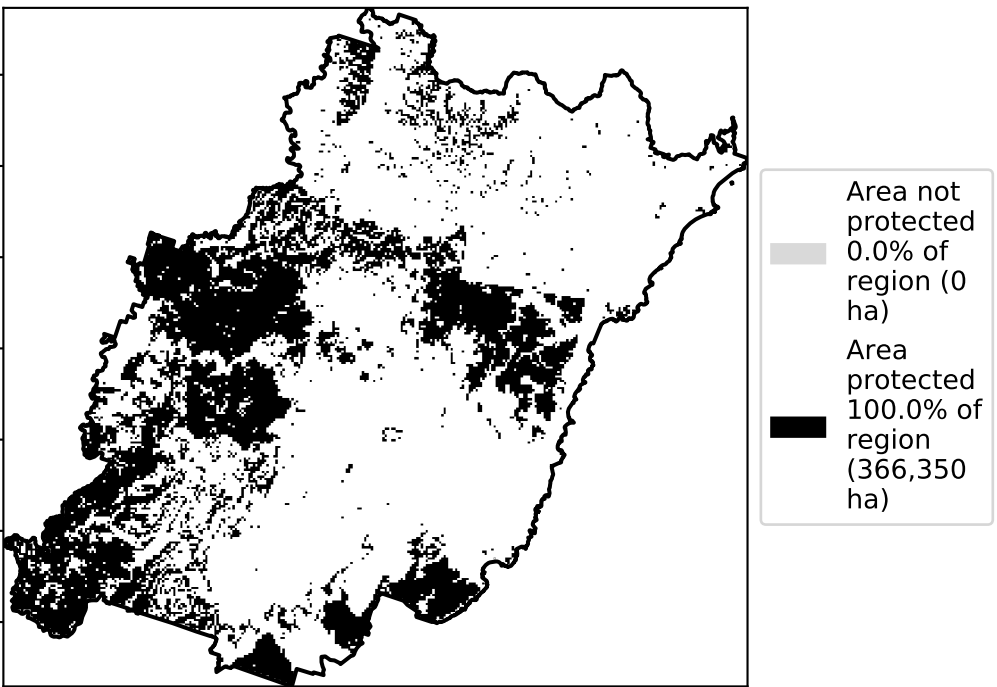 Area not
protected
0.0% of
region (0
ha)
Area
protected
100.0% of
region
(366,350
ha)